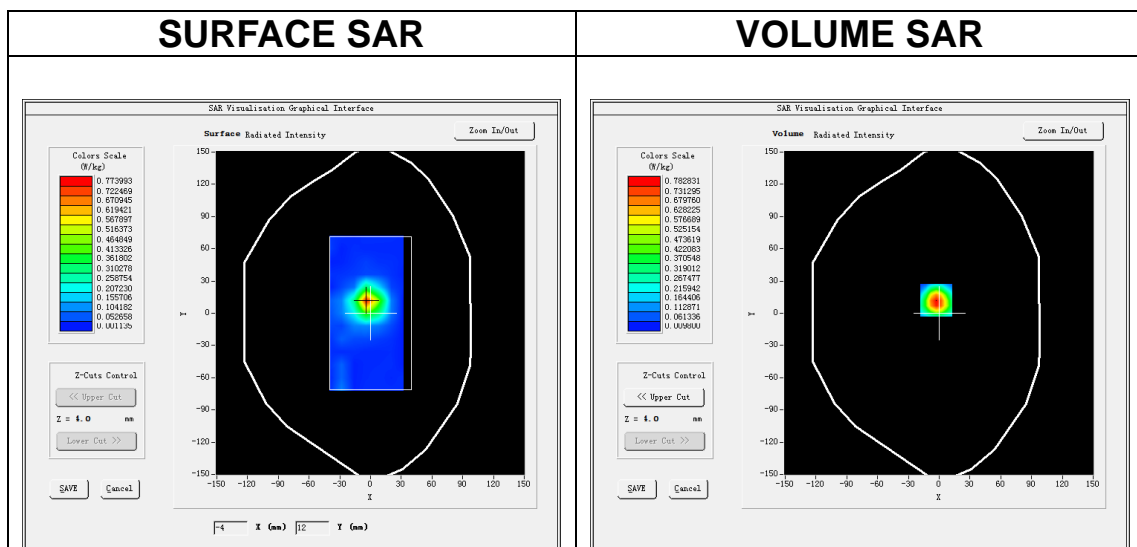 SURFACE SAR
VOLUME SAR
SAR Visualisation Graphical Interface
Surface Radiated Intensity
Zoom In/Out
Colors Scale
(W/kg)
0.773993
0.722469
0.670945
0.619421
0.567897
0.516373
0.464849
0.413326
0.361802
0.310278
0.258754
0.207230
0.155706
0.104182
0.052658
0.001135
Z-Cuts Control
<< Upper Cut
Z = 4.0 mm
Lower Cut >>
SAVE
Cancel
150
120
90
60
30
0
-30
-60
-90
-120
-150
Y
-150 -120 -90 -60 -30 0 30 60 90 120 150
X
-4 X (mm) 12 Y (mm)
SAR Visualisation Graphical Interface
Volume Radiated Intensity
Zoom In/Out
Colors Scale
(W/kg)
0.782831
0.731295
0.679760
0.628225
0.576689
0.525154
0.473619
0.422083
0.370548
0.319012
0.267477
0.215942
0.164406
0.112871
0.061336
0.009800
Z-Cuts Control
<< Upper Cut
Z = 4.0 mm
Lower Cut >>
SAVE
Cancel
150
120
90
60
30
0
-30
-60
-90
-120
-150
Y
-150 -120 -90 -60 -30 0 30 60 90 120 150
X